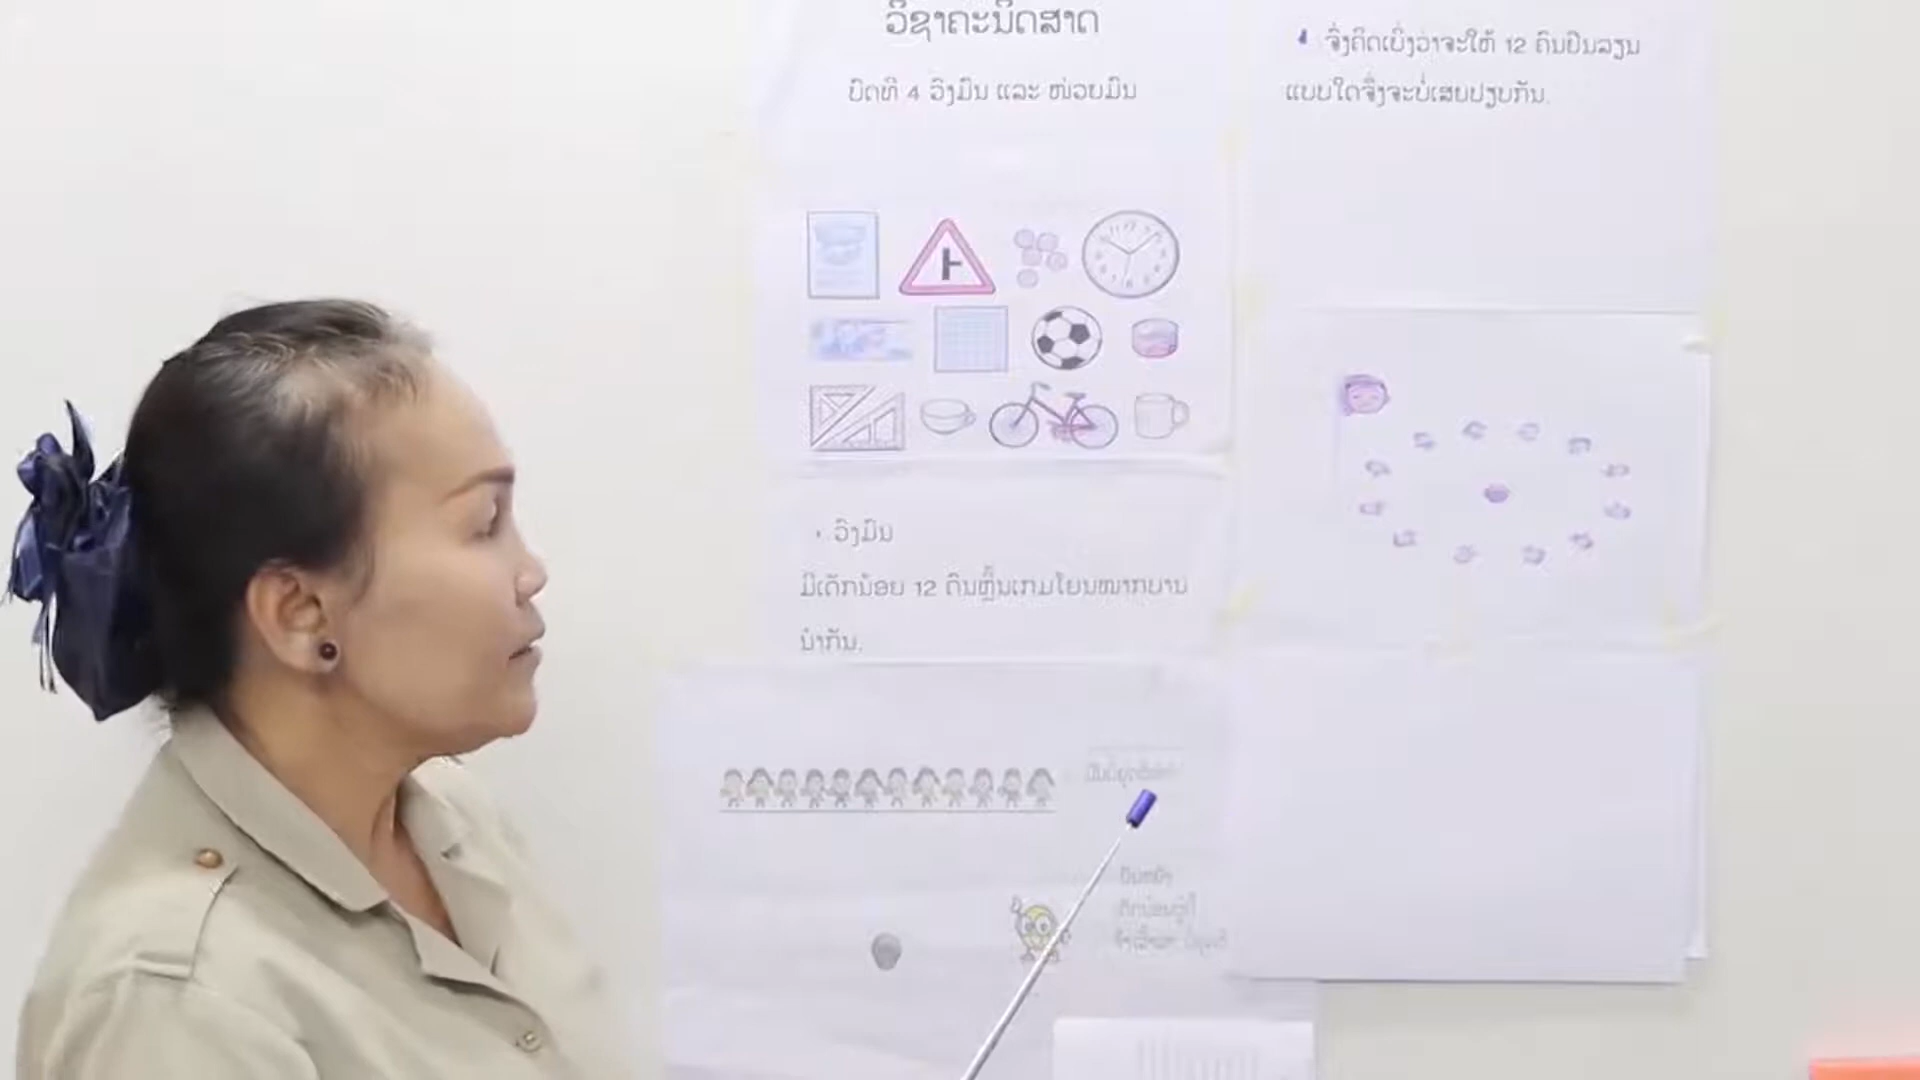 ວິຊາຄະນິດສາດ
ບົດທີ 4 ວົງມົນ ແລະ ໜ່ວຍມົນ
ວົງມົນ
ມີເດັກນ້ອຍ 12 ຄົນຫຼິ້ນເກມໂຍນໝາກບານ
ນຳກັນ.
ຈົ່ງຄິດເບິ່ງວ່າຈະໃຫ້ 12 ຄົນປີນລຽນ
ແບບໃດຈຶ່ງຈະບໍ່ເສຍປຽບກັນ.